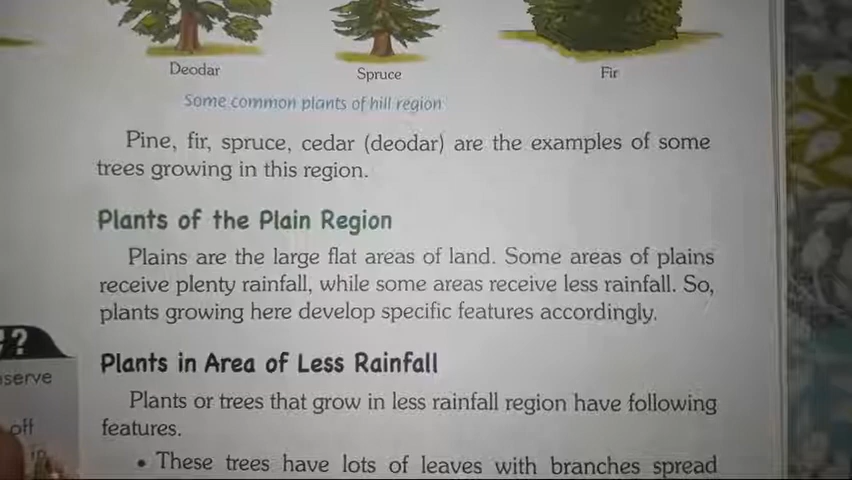 Deodar
Spruce
Fir
Some common plants of hill region
Pine, fir, spruce, cedar (deodar) are the examples of some
trees growing in this region.
Plants of the Plain Region
Plains are the large flat areas of land. Some areas of plains
receive plenty rainfall, while some areas receive less rainfall. So,
plants growing here develop specific features accordingly.
?
Plants in Area of Less Rainfall
Plants or trees that grow in less rainfall region have following
features.
off
• These trees have lots of leaves with branches spread